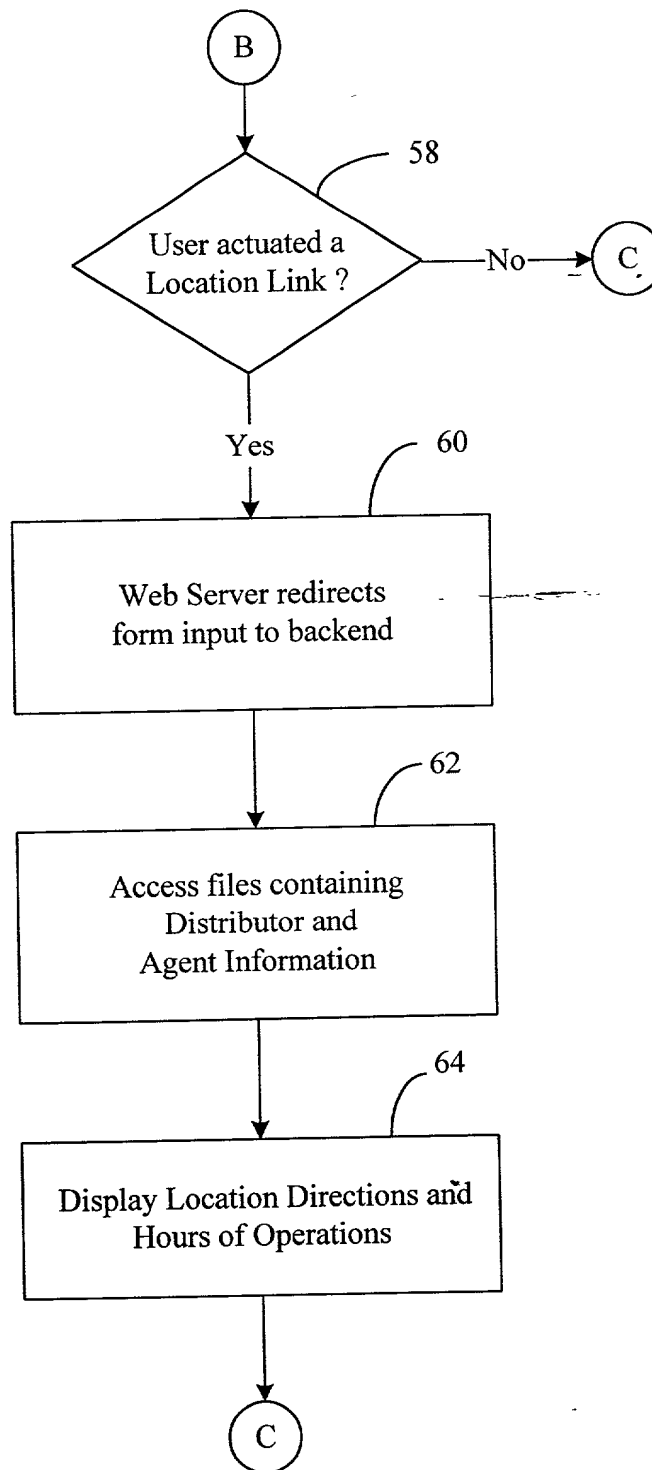 B
58
User actuated a
Location Link ?
No
C
Yes
60
Web Server redirects
form input to backend
62
Access files containing
Distributor and
Agent Information
64
Display Location Directions and
Hours of Operations
C